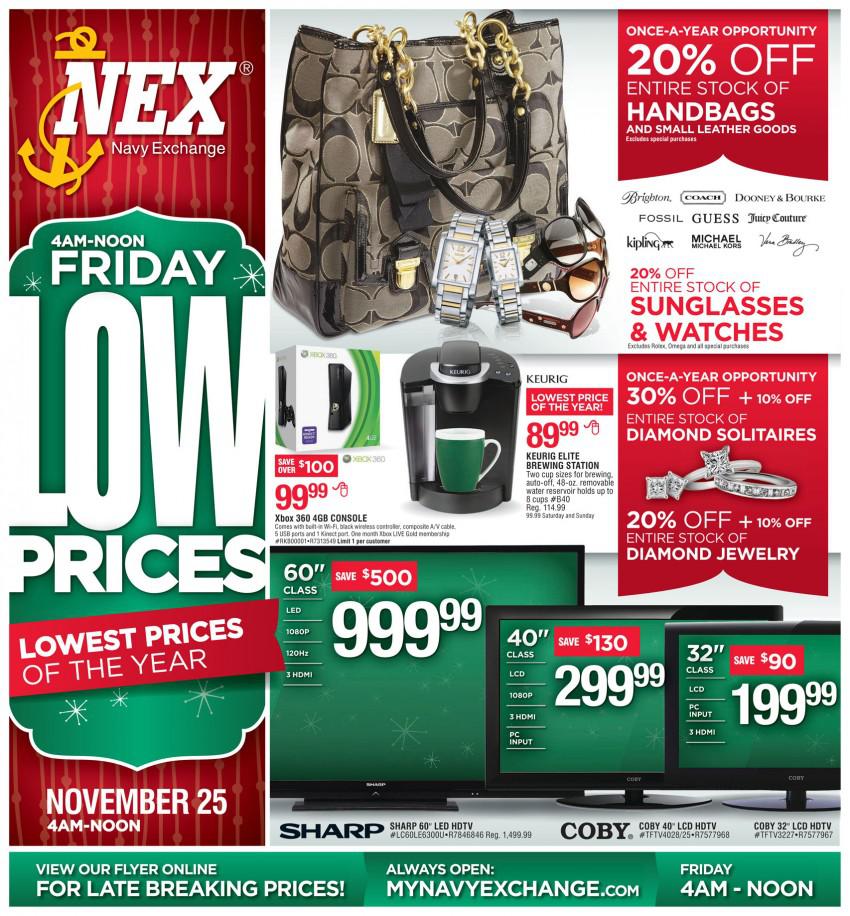 NEX®
Navy Exchange
4AM-NOON
FRIDAY
LOW
PRICES
LOWEST PRICES
OF THE YEAR
NOVEMBER 25
4AM-NOON
ONCE-A-YEAR OPPORTUNITY
20% OFF
ENTIRE STOCK OF
HANDBAGS
AND SMALL LEATHER GOODS
Excludes special purchases
Brighton, COACH DOONEY & BOURKE
FOSSIL GUESS Juicy Couture
kipling MICHAEL MICHAEL KORS Vera Bradley
20% OFF
ENTIRE STOCK OF
SUNGLASSES
& WATCHES
Excludes Rolex, Omega and all special purchases
XBOX 360
4GB
SAVE OVER $100
XBOX 360
99.99
Xbox 360 4GB CONSOLE
Comes with built-in Wi-Fi, black wireless controller, composite A/V cable,
5 USB ports and 1 Kinect port. One month Xbox LIVE Gold membership
#RKB00001•R7313549 Limit 1 per customer
KEURIG
KEURIG
LOWEST PRICE
OF THE YEAR!
89.99
KEURIG ELITE
BREWING STATION
Two cup sizes for brewing,
auto-off, 48-oz. removable
water reservoir holds up to
8 cups #B40
Reg. 114.99
99.99 Saturday and Sunday
ONCE-A-YEAR OPPORTUNITY
30% OFF + 10% OFF
ENTIRE STOCK OF
DIAMOND SOLITAIRES
20% OFF + 10% OFF
ENTIRE STOCK OF
DIAMOND JEWELRY
60" CLASS
SAVE $500
LED
1080P
120Hz
3 HDMI
999.99
SHARP
40" CLASS
SAVE $130
LCD
1080P
3 HDMI
PC INPUT
299.99
COBY
32" CLASS
SAVE $90
LCD
PC INPUT
3 HDMI
199.99
COBY
SHARP
SHARP 60" LED HDTV
#LC60LE6300U•R7846846 Reg. 1,499.99
COBY®
COBY 40" LCD HDTV
#TFTV4028/25•R7577968
COBY 32" LCD HDTV
#TFTV3227•R7577967
VIEW OUR FLYER ONLINE
FOR LATE BREAKING PRICES!
ALWAYS OPEN:
MYNAVYEXCHANGE.COM
FRIDAY
4AM - NOON